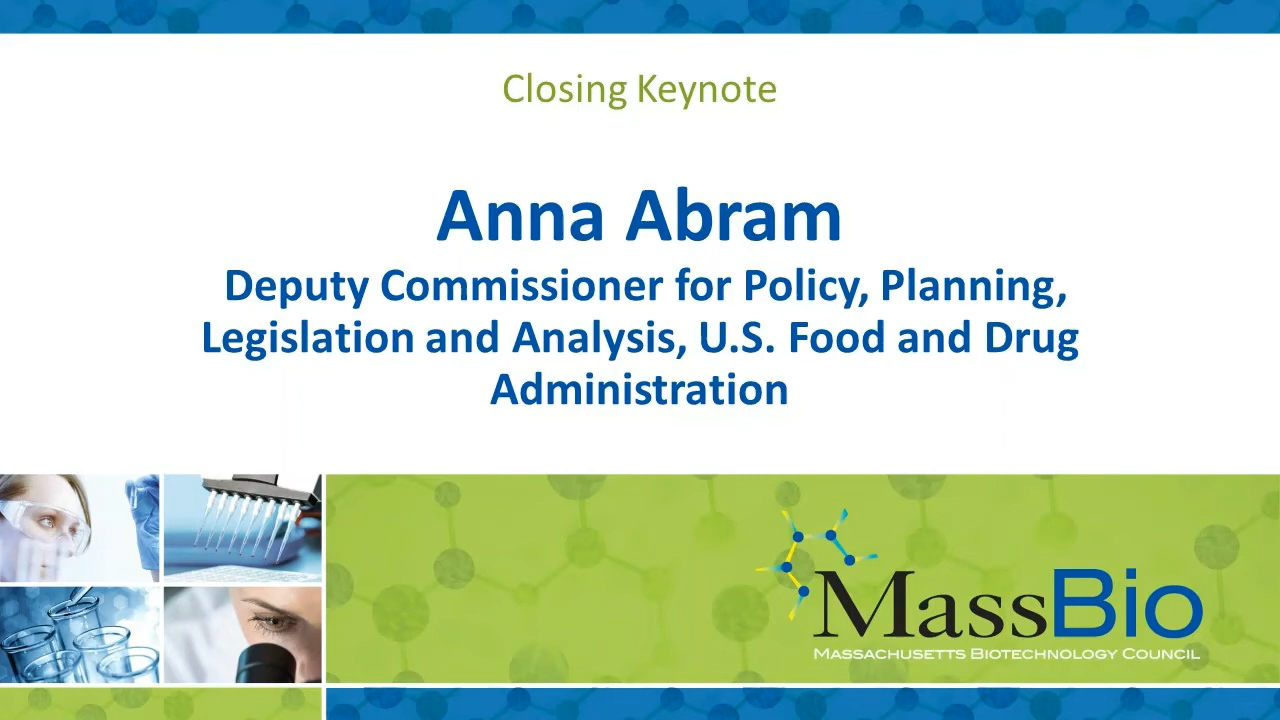 Closing Keynote
Anna Abram
Deputy Commissioner for Policy, Planning,
Legislation and Analysis, U.S. Food and Drug
Administration
MassBio
MASSACHUSETTS BIOTECHNOLOGY COUNCIL